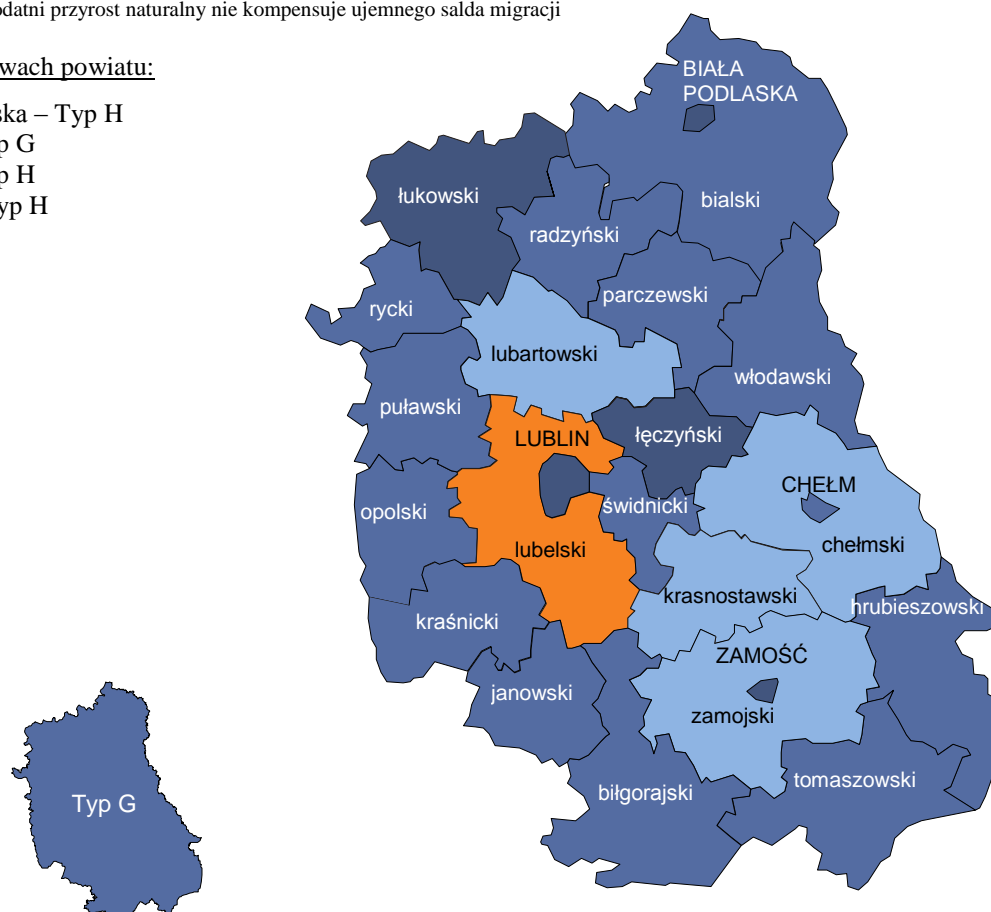 odatni przyrost naturalny nie kompensuje ujemnego salda migracji
wach powiatu:
ska – Typ H
p G
p H
yp H
BIAŁA
PODLASKA
łukowski
bialski
radzyński
parczewski
rycki
lubartowski
włodawski
puławski
łęczyński
LUBLIN
CHEŁM
opolski
świdnicki
chełmski
lubelski
krasnostawski
hrubieszowski
kraśnicki
ZAMOŚĆ
janowski
zamojski
tomaszowski
biłgorajski
Typ G